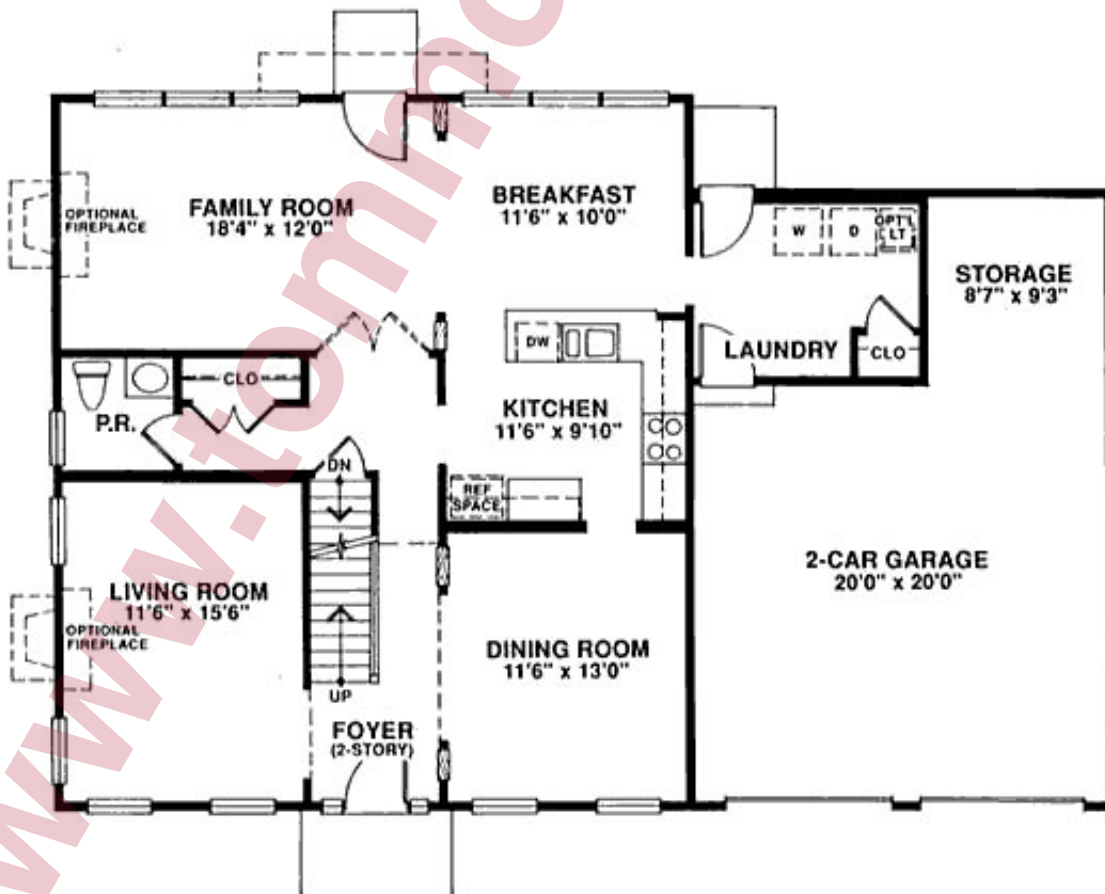 FAMILY ROOM
18'4" x 12'0"
BREAKFAST
11'6" x 10'0"
OPTIONAL
FIREPLACE
W
D
OPT'L
LT
STORAGE
8'7" x 9'3"
LAUNDRY
CLO
DW
CLO
P.R.
KITCHEN
11'6" x 9'10"
DN
REF
SPACE
LIVING ROOM
11'6" x 15'6"
OPTIONAL
FIREPLACE
UP
FOYER
(2-STORY)
DINING ROOM
11'6" x 13'0"
2-CAR GARAGE
20'0" x 20'0"
www.tommo